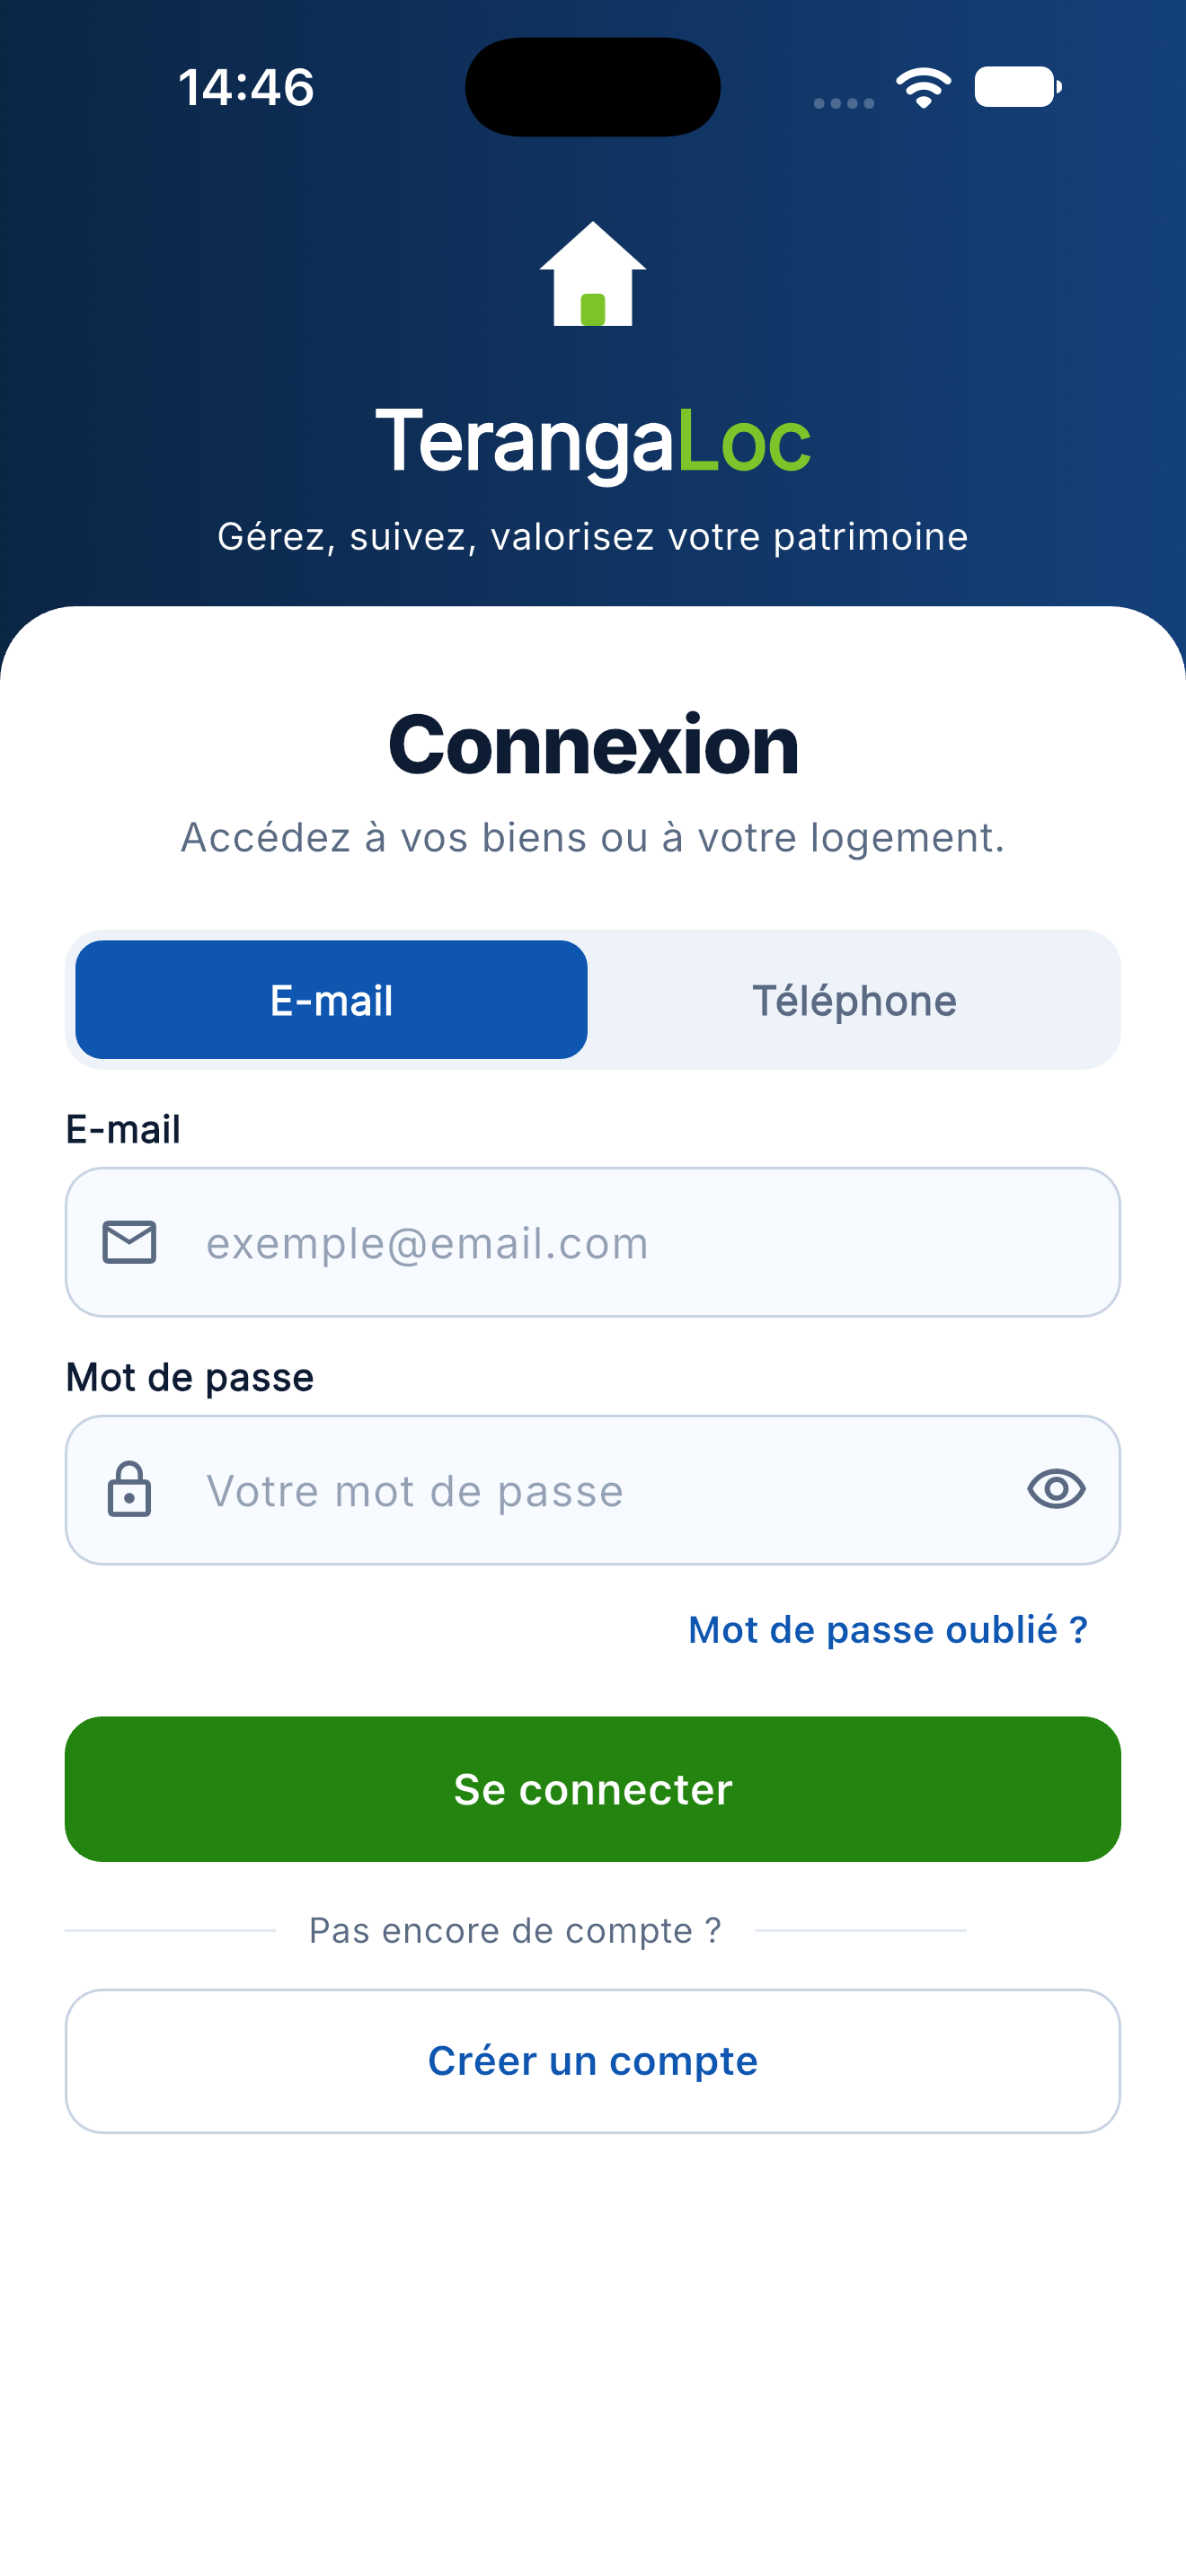 14:46
TerangaLoc
Gérez, suivez, valorisez votre patrimoine
Connexion
Accédez à vos biens ou à votre logement.
E-mail
Téléphone
E-mail
exemple@email.com
Mot de passe
Votre mot de passe
Mot de passe oublié ?
Se connecter
Pas encore de compte ?
Créer un compte